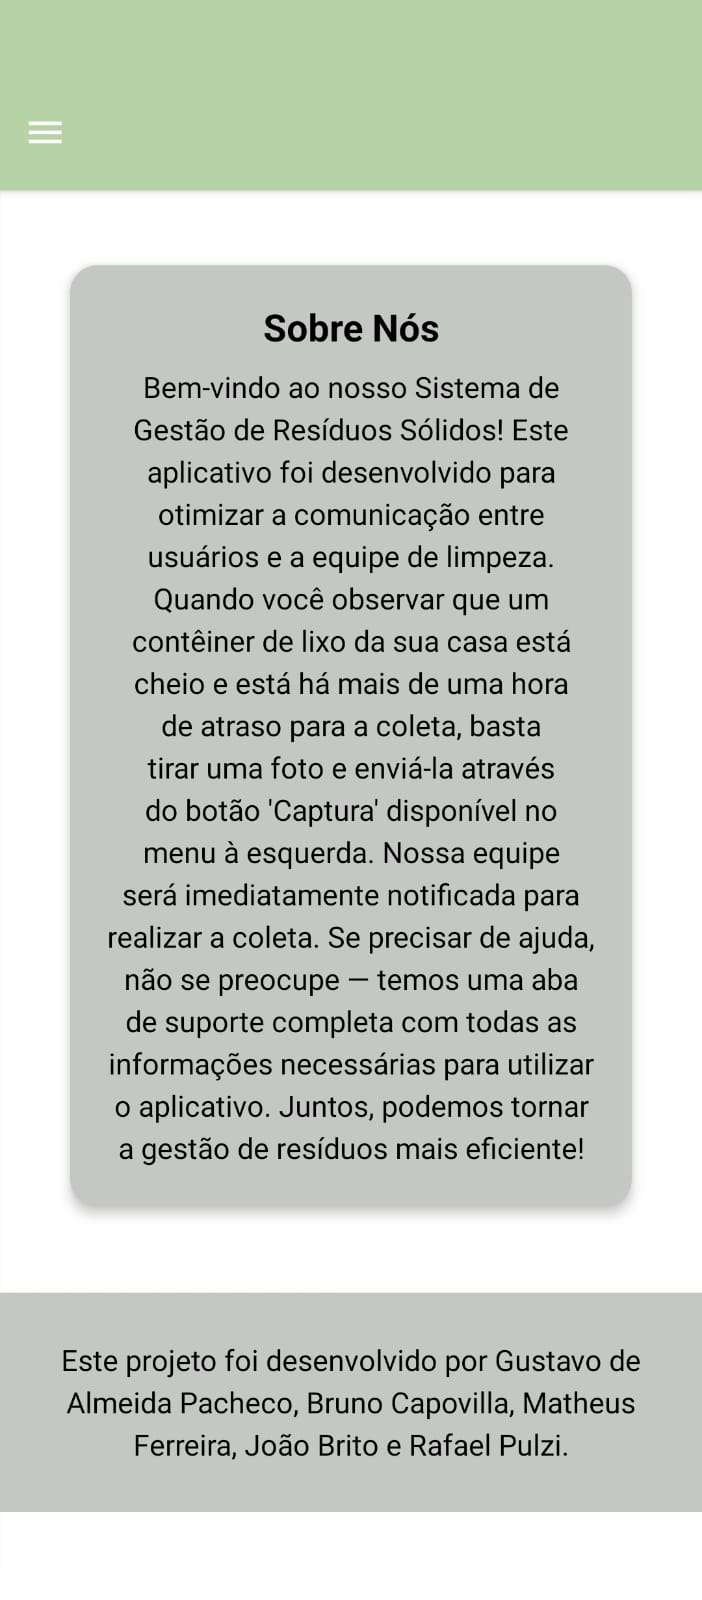 Sobre Nós
Bem-vindo ao nosso Sistema de
Gestão de Resíduos Sólidos! Este
aplicativo foi desenvolvido para
otimizar a comunicação entre
usuários e a equipe de limpeza.
Quando você observar que um
contêiner de lixo da sua casa está
cheio e está há mais de uma hora
de atraso para a coleta, basta
tirar uma foto e enviá-la através
do botão 'Captura' disponível no
menu à esquerda. Nossa equipe
será imediatamente notificada para
realizar a coleta. Se precisar de ajuda,
não se preocupe — temos uma aba
de suporte completa com todas as
informações necessárias para utilizar
o aplicativo. Juntos, podemos tornar
a gestão de resíduos mais eficiente!
Este projeto foi desenvolvido por Gustavo de
Almeida Pacheco, Bruno Capovilla, Matheus
Ferreira, João Brito e Rafael Pulzi.